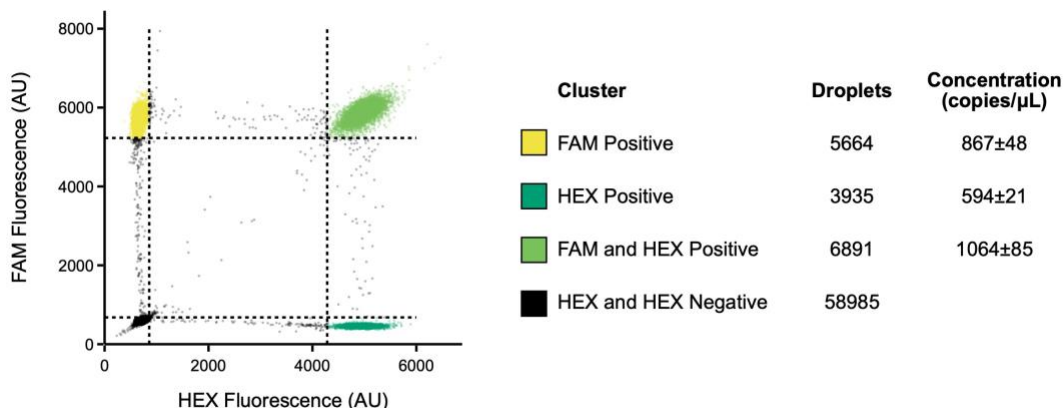 8000
6000
4000
2000
0
FAM Fluorescence (AU)
0 2000 4000 6000
HEX Fluorescence (AU)
Cluster Droplets Concentration (copies/μL)
FAM Positive 5664 867±48
HEX Positive 3935 594±21
FAM and HEX Positive 6891 1064±85
HEX and HEX Negative 58985